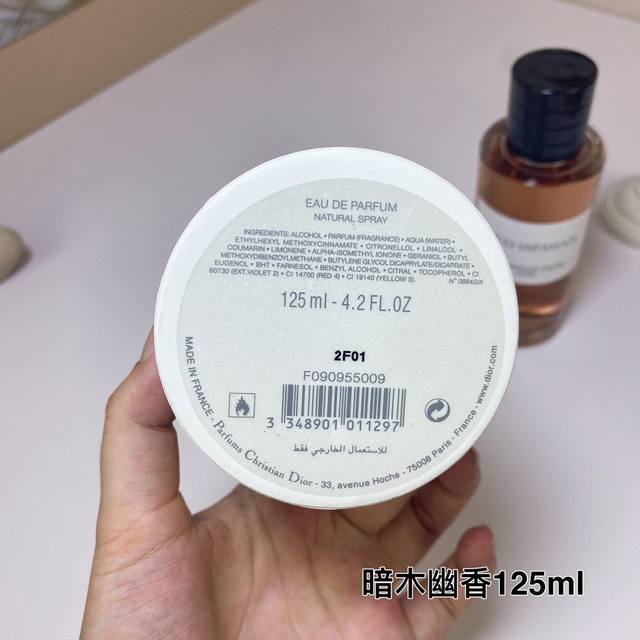 EAU DE PARFUM
NATURAL SPRAY
INGREDIENTS: ALCOHOL • PARFUM (FRAGRANCE) • AQUA (WATER) •
ETHYLHEXYL METHOXYCINNAMATE • CITRONELLOL • LINALOOL •
COUMARIN • LIMONENE • ALPHA-ISOMETHYL IONONE • GERANIOL • BUTYL
METHOXYDIBENZOYLMETHANE • BUTYLENE GLYCOL DICAPRYLATE/DICAPRATE
EUGENOL • BHT • FARNESOL • BENZYL ALCOHOL • CITRAL • TOCOPHEROL • CI
60730 (EXT.VIOLET 2) • CI 14700 (RED 4) • CI 19140 (YELLOW 5).
N° 08840/A
125 ml - 4.2 FL.OZ
2F01
F090955009
3 348901 011297
للاستعمال الخارجي فقط
MADE IN FRANCE - Parfums Christian Dior - 33, avenue Hoche - 75008 Paris - France - www.dior.com
暗木幽香125ml